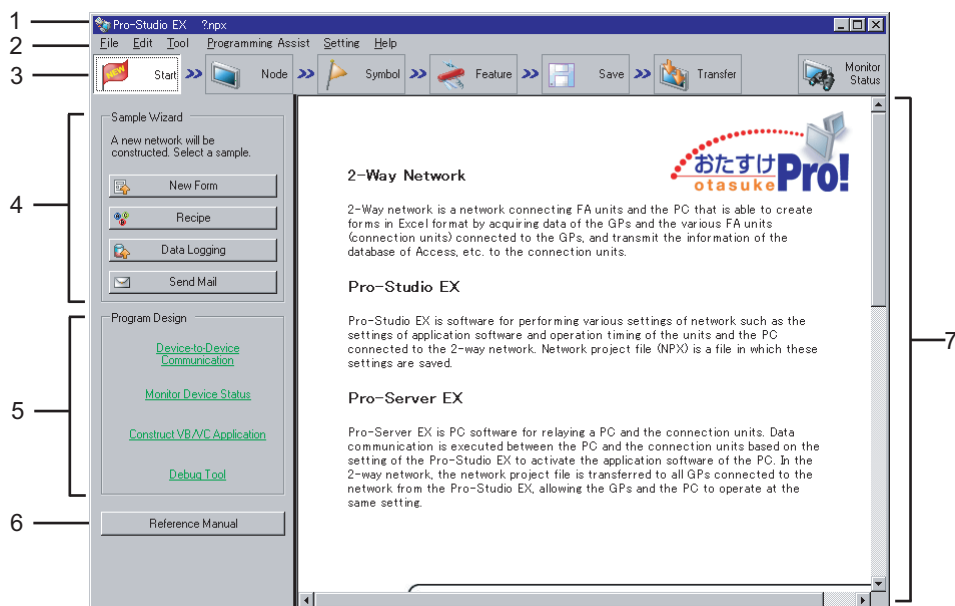 1
Pro-Studio EX ?.npx
2
File Edit Tool Programming Assist Setting Help
3
Start Node Symbol Feature Save Transfer Monitor Status
4
Sample Wizard
A new network will be
constructed. Select a sample.
New Form
Recipe
Data Logging
Send Mail
5
Program Design
Device-to-Device
Communication
Monitor Device Status
Construct VB/VC Application
Debug Tool
6
Reference Manual
おたすけ
otasuke Pro!
2-Way Network
2-Way network is a network connecting FA units and the PC that is able to create
forms in Excel format by acquiring data of the GPs and the various FA units
(connection units) connected to the GPs, and transmit the information of the
database of Access, etc. to the connection units.
Pro-Studio EX
Pro-Studio EX is software for performing various settings of network such as the
settings of application software and operation timing of the units and the PC
connected to the 2-way network. Network project file (NPX) is a file in which these
settings are saved.
Pro-Server EX
Pro-Server EX is PC software for relaying a PC and the connection units. Data
communication is executed between the PC and the connection units based on the
setting of the Pro-Studio EX to activate the application software of the PC. In the
2-way network, the network project file is transferred to all GPs connected to the
network from the Pro-Studio EX, allowing the GPs and the PC to operate at the
same setting.
7